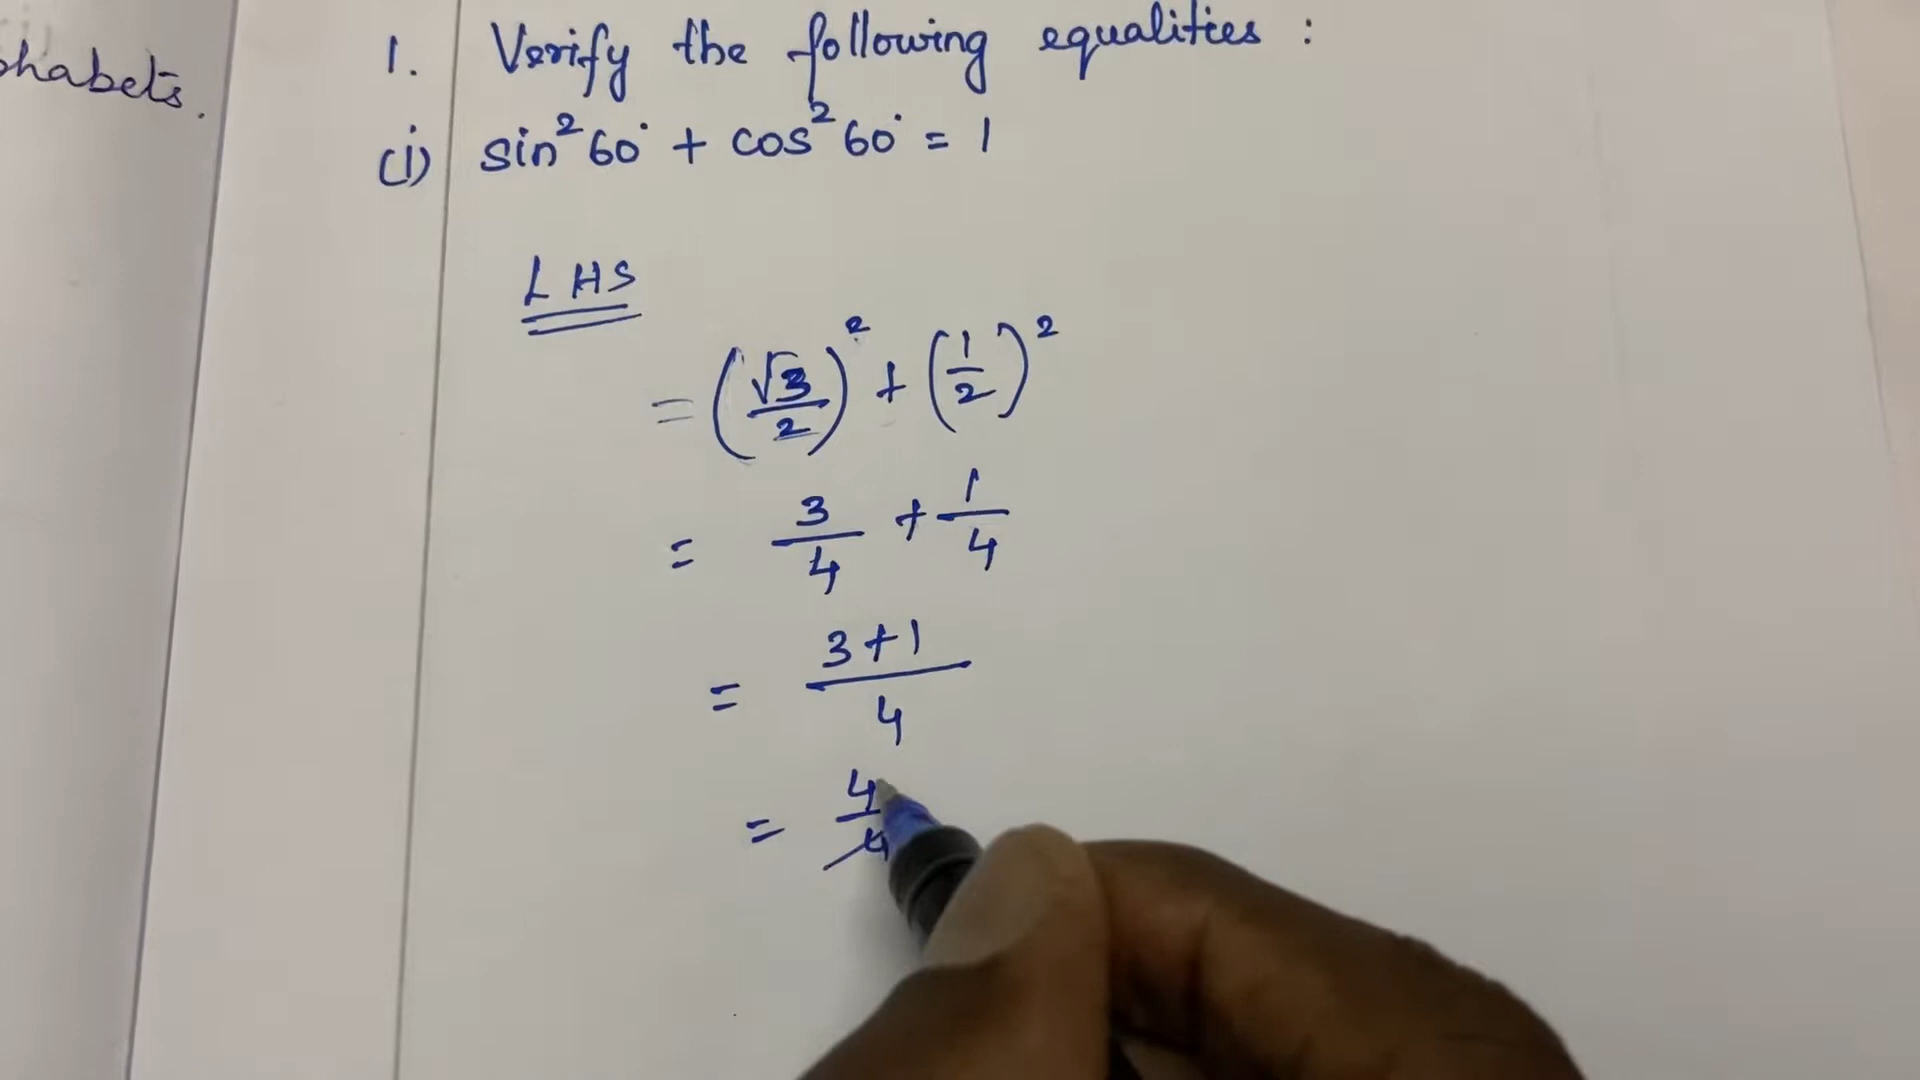 1. Verify the following equalities :
(i) sin²60° + cos²60° = 1
LHS
= (√3/2)² + (1/2)²
= 3/4 + 1/4
= 3+1/4
= 4/4